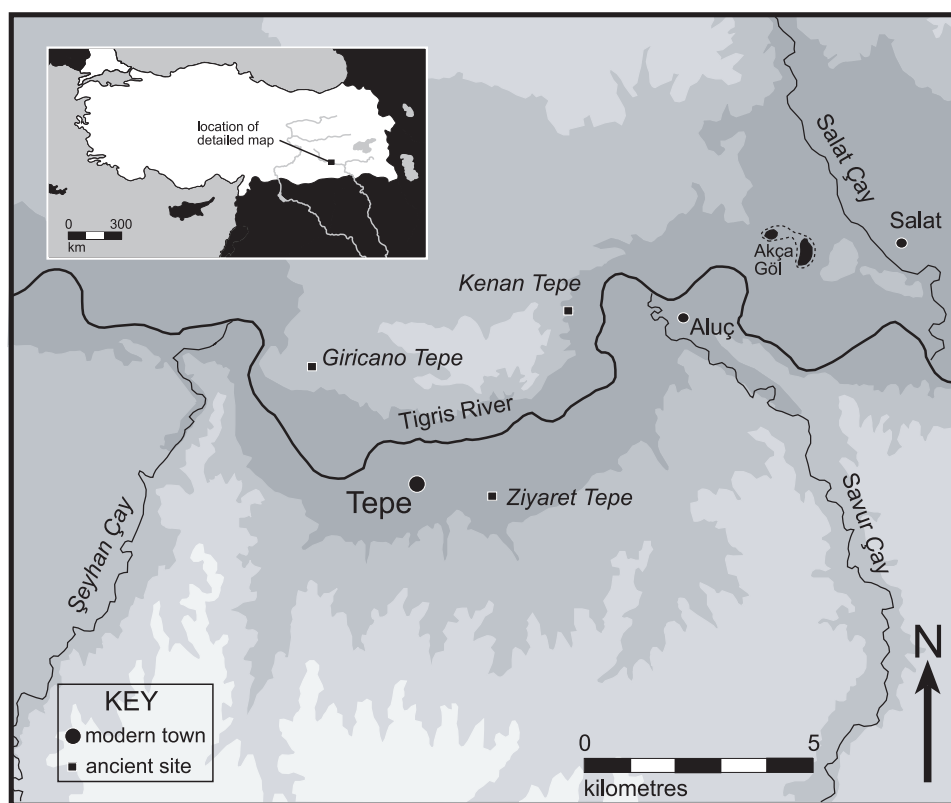 location of
detailed map
0 300
km
Salat Çay
Salat
Akça
Göl
Kenan Tepe
Aluç
Giricano Tepe
Tigris River
Tepe
Ziyaret Tepe
Şeyhan Çay
Savur Çay
N
KEY
modern town
ancient site
0 5
kilometres